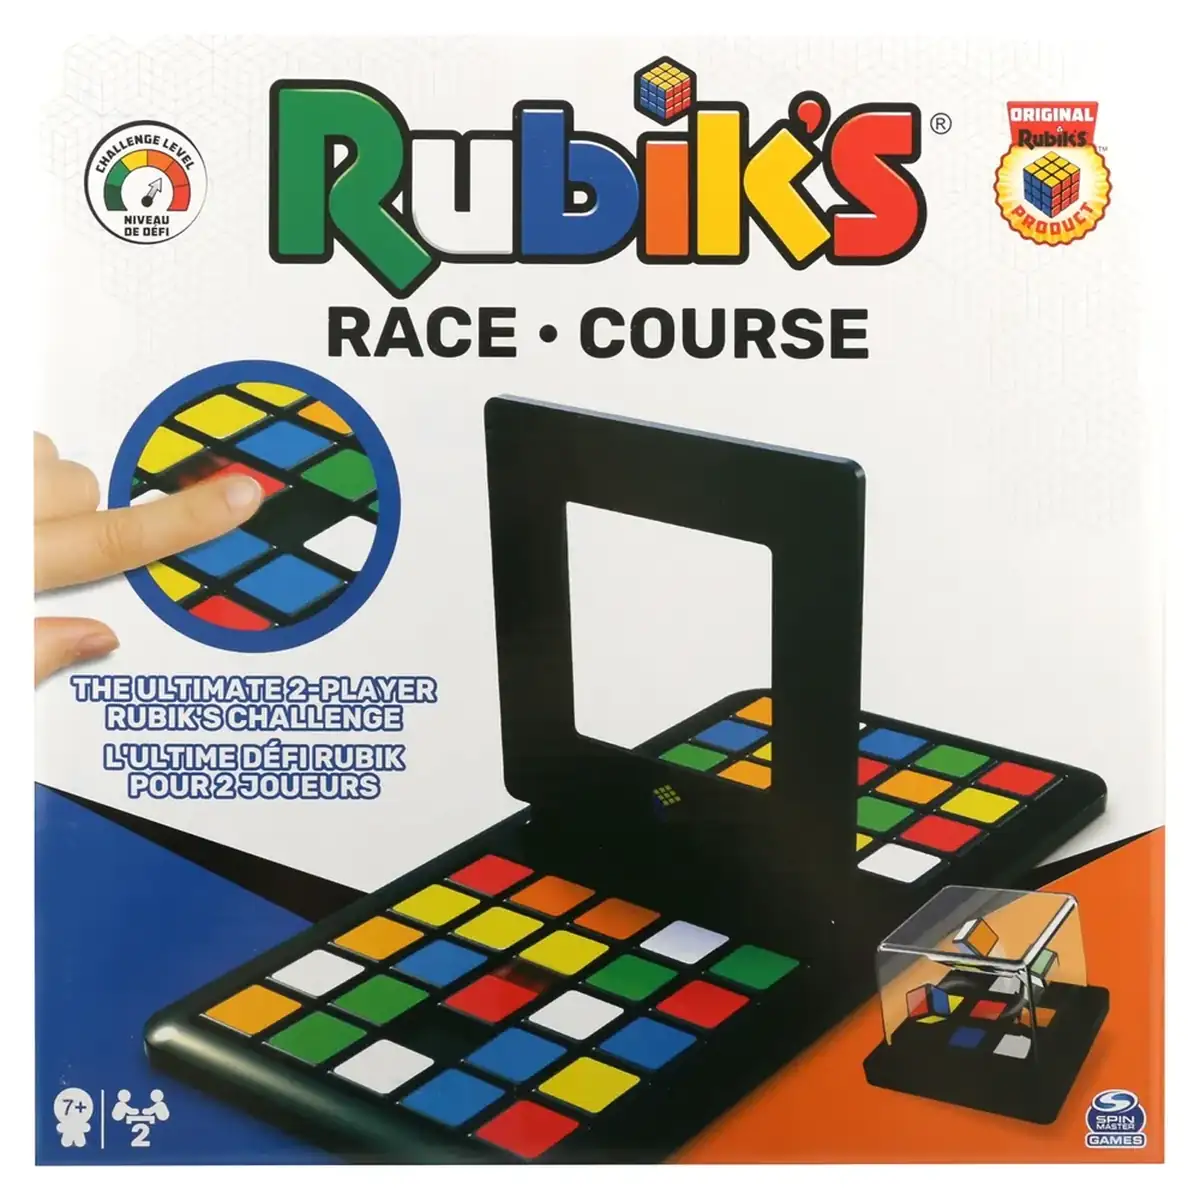 CHALLENGE LEVEL
NIVEAU
DE DÉFI
RUBIK'S®
ORIGINAL
RUBIK'S™
PRODUCT
RACE • COURSE
THE ULTIMATE 2-PLAYER
RUBIK'S CHALLENGE
L'ULTIME DÉFI RUBIK
POUR 2 JOUEURS
7+
2
SPIN
MASTER
GAMES